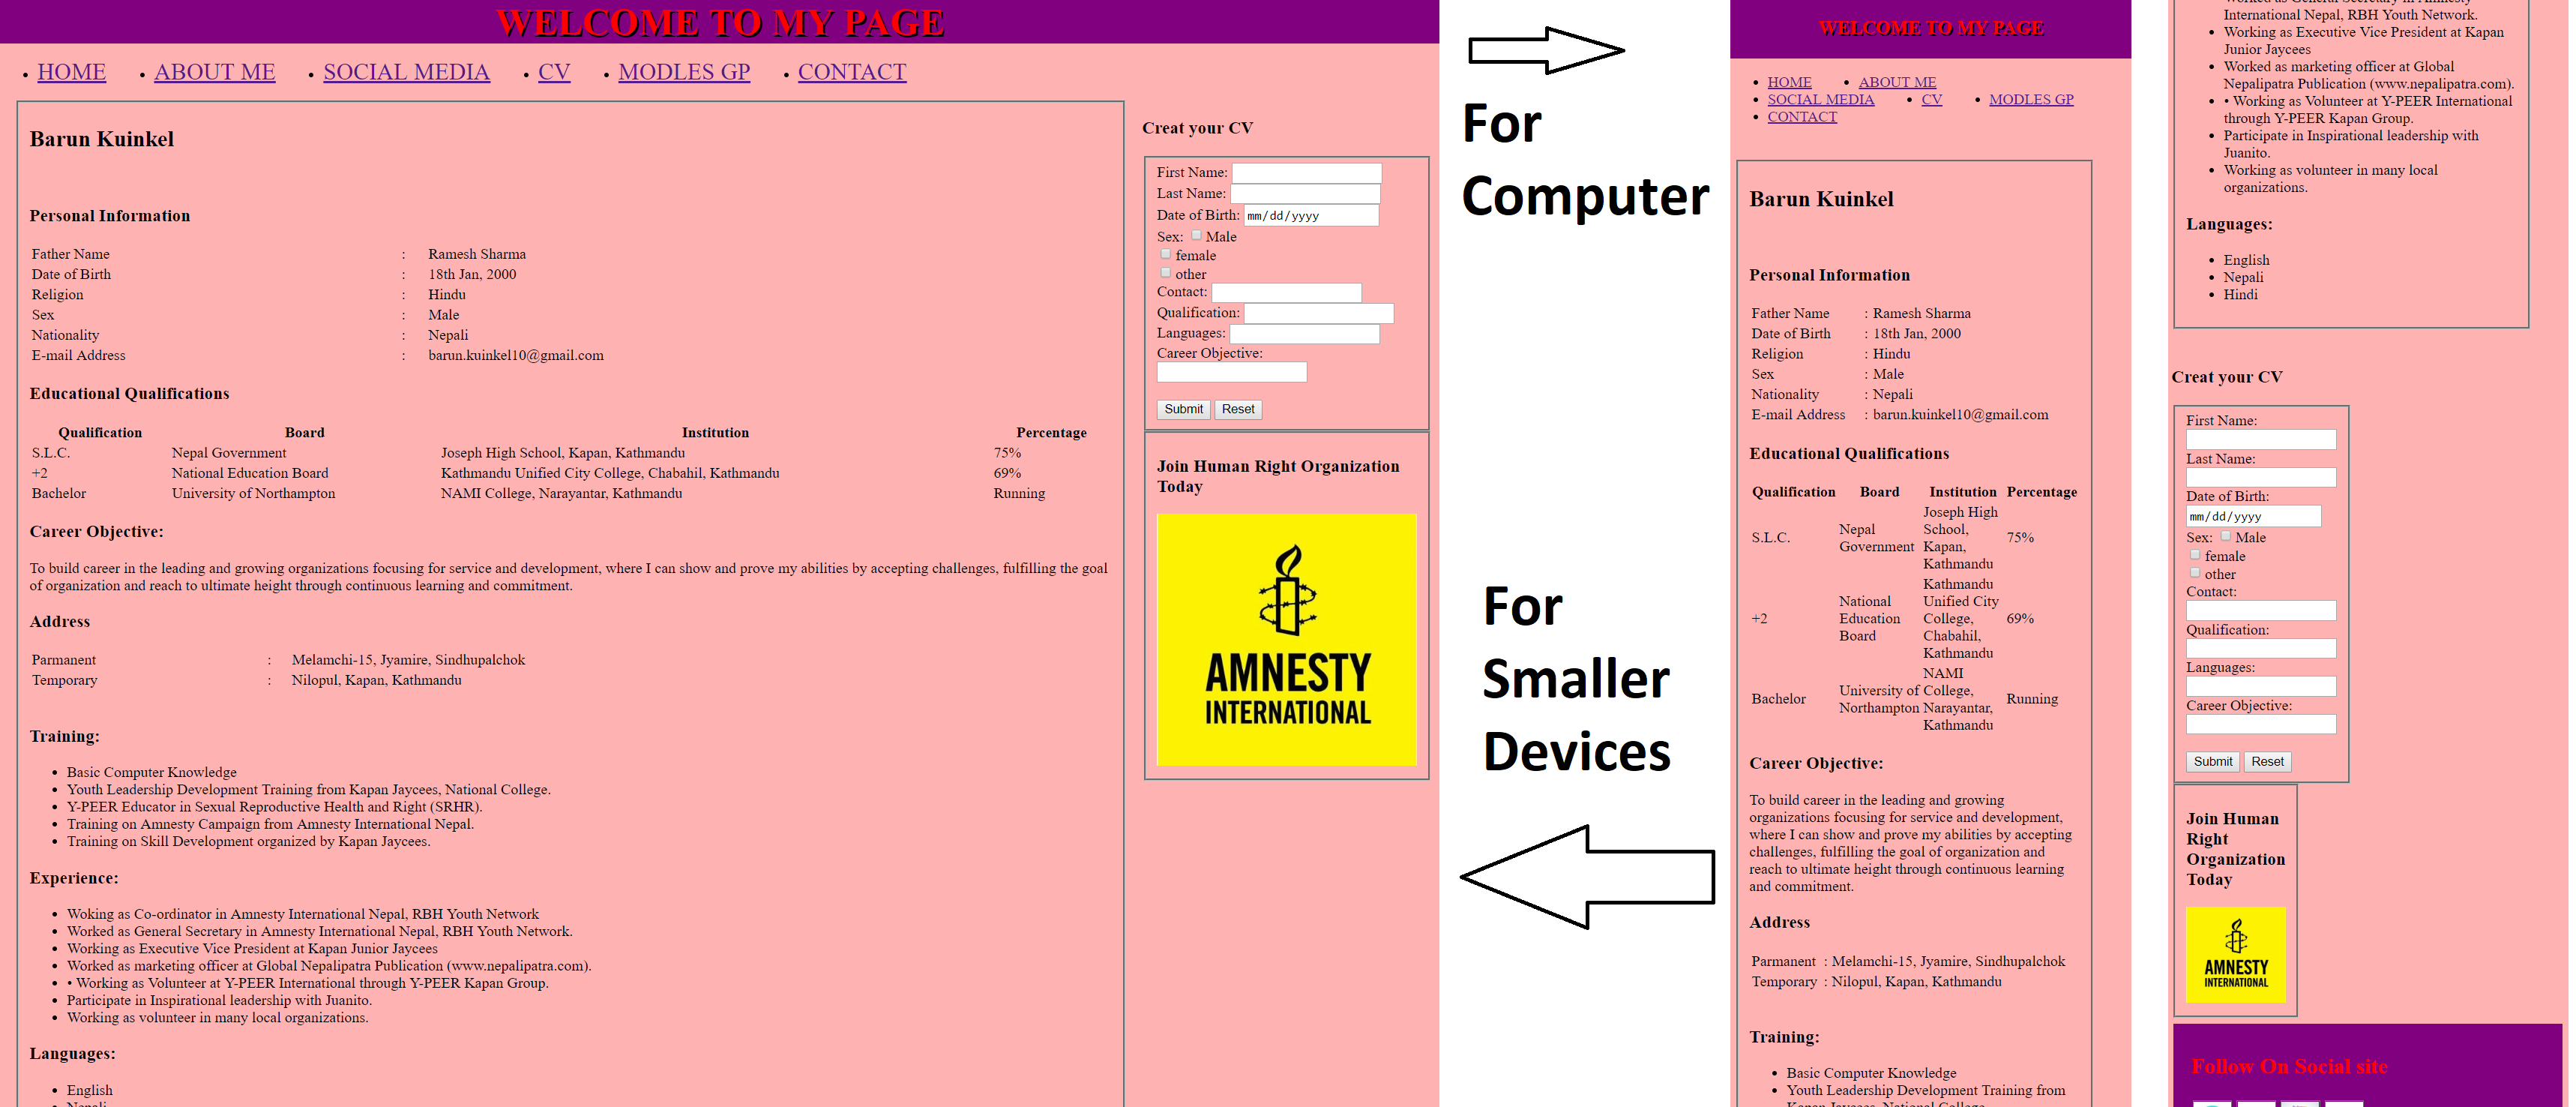 WELCOME TO MY PAGE
• HOME • ABOUT ME • SOCIAL MEDIA • CV • MODLES GP • CONTACT
Barun Kuinkel
Personal Information
Father Name : Ramesh Sharma
Date of Birth : 18th Jan, 2000
Religion : Hindu
Sex : Male
Nationality : Nepali
E-mail Address : barun.kuinkel10@gmail.com
Educational Qualifications
Qualification Board Institution Percentage
S.L.C. Nepal Government Joseph High School, Kapan, Kathmandu 75%
+2 National Education Board Kathmandu Unified City College, Chabahil, Kathmandu 69%
Bachelor University of Northampton NAMI College, Narayantar, Kathmandu Running
Career Objective:
To build career in the leading and growing organizations focusing for service and development, where I can show and prove my abilities by accepting challenges, fulfilling the goal
of organization and reach to ultimate height through continuous learning and commitment.
Address
Parmanent : Melamchi-15, Jyamire, Sindhupalchok
Temporary : Nilopul, Kapan, Kathmandu
Training:
• Basic Computer Knowledge
• Youth Leadership Development Training from Kapan Jaycees, National College.
• Y-PEER Educator in Sexual Reproductive Health and Right (SRHR).
• Training on Amnesty Campaign from Amnesty International Nepal.
• Training on Skill Development organized by Kapan Jaycees.
Experience:
• Woking as Co-ordinator in Amnesty International Nepal, RBH Youth Network
• Worked as General Secretary in Amnesty International Nepal, RBH Youth Network.
• Working as Executive Vice President at Kapan Junior Jaycees
• Worked as marketing officer at Global Nepalipatra Publication (www.nepalipatra.com).
• • Working as Volunteer at Y-PEER International through Y-PEER Kapan Group.
• Participate in Inspirational leadership with Juanito.
• Working as volunteer in many local organizations.
Languages:
• English
• Nepali
Creat your CV
First Name:
Last Name:
Date of Birth: mm/dd/yyyy
Sex: Male
female
other
Contact:
Qualification:
Languages:
Career Objective:
Submit Reset
Join Human Right Organization
Today
AMNESTY
INTERNATIONAL
For
Computer
For
Smaller
Devices
WELCOME TO MY PAGE
• HOME • ABOUT ME
• SOCIAL MEDIA • CV • MODLES GP
• CONTACT
Barun Kuinkel
Personal Information
Father Name : Ramesh Sharma
Date of Birth : 18th Jan, 2000
Religion : Hindu
Sex : Male
Nationality : Nepali
E-mail Address : barun.kuinkel10@gmail.com
Educational Qualifications
Qualification Board Institution Percentage
Joseph High
Nepal School,
S.L.C. 75%
Government Kapan,
Kathmandu
Kathmandu
National Unified City
+2 Education College, 69%
Board Chabahil,
Kathmandu
NAMI
University of College,
Bachelor Running
Northampton Narayantar,
Kathmandu
Career Objective:
To build career in the leading and growing
organizations focusing for service and development,
where I can show and prove my abilities by accepting
challenges, fulfilling the goal of organization and
reach to ultimate height through continuous learning
and commitment.
Address
Parmanent : Melamchi-15, Jyamire, Sindhupalchok
Temporary : Nilopul, Kapan, Kathmandu
Training:
• Basic Computer Knowledge
• Youth Leadership Development Training from
Kapan Jaycees, National College.
Worked as General Secretary in Amnesty
International Nepal, RBH Youth Network.
• Working as Executive Vice President at Kapan
Junior Jaycees
• Worked as marketing officer at Global
Nepalipatra Publication (www.nepalipatra.com).
• • Working as Volunteer at Y-PEER International
through Y-PEER Kapan Group.
• Participate in Inspirational leadership with
Juanito.
• Working as volunteer in many local
organizations.
Languages:
• English
• Nepali
• Hindi
Creat your CV
First Name:
Last Name:
Date of Birth:
mm/dd/yyyy
Sex: Male
female
other
Contact:
Qualification:
Languages:
Career Objective:
Submit Reset
Join Human
Right
Organization
Today
AMNESTY
INTERNATIONAL
Follow On Social site